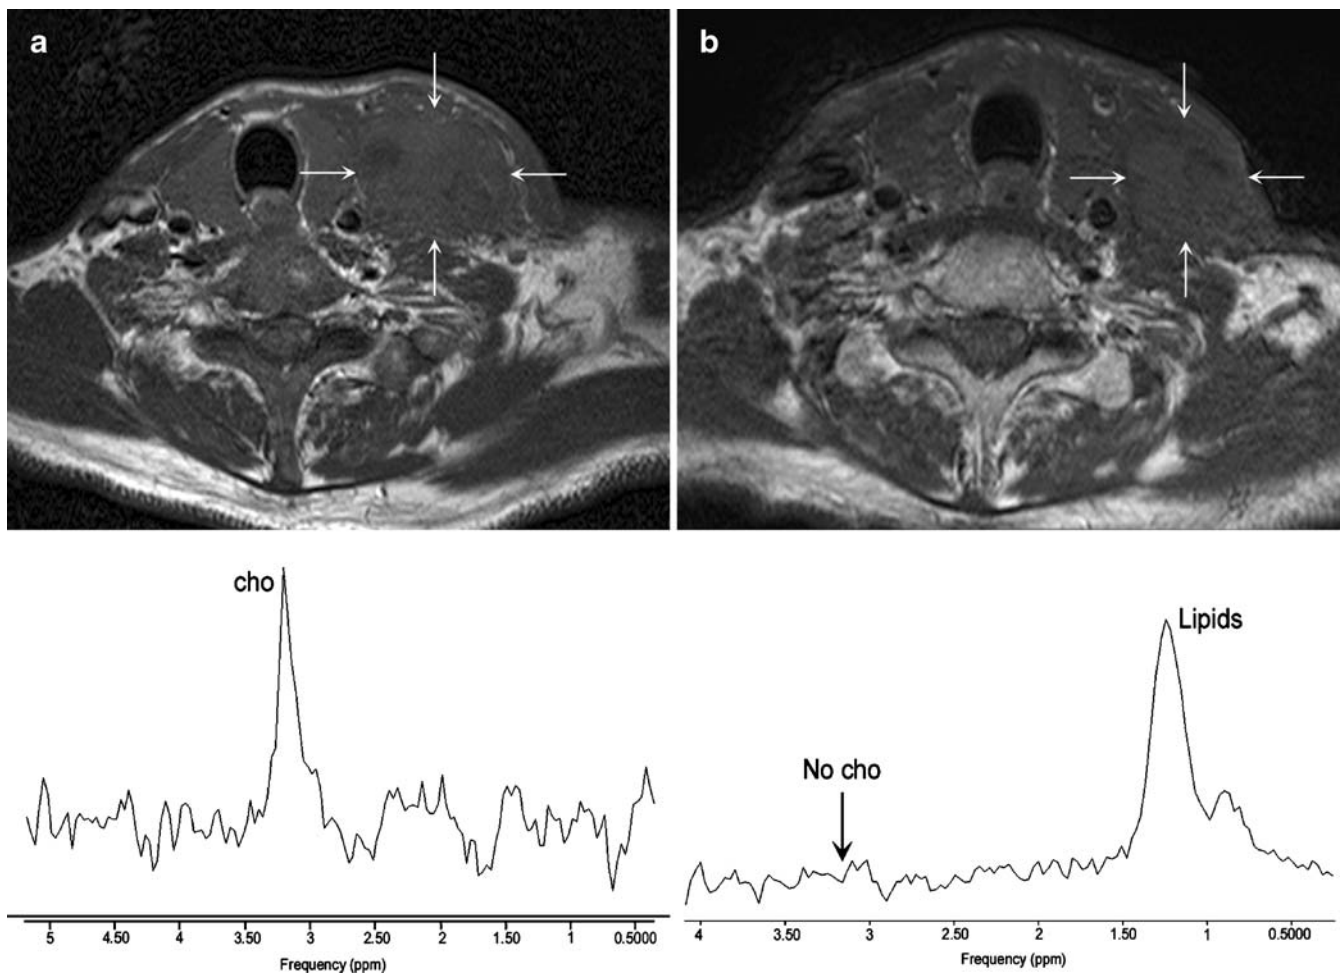 a
b
cho
Lipids
No cho
5 4.50 4 3.50 3 2.50 2 1.50 1 0.5000
Frequency (ppm)
4 3.50 3 2.50 2 1.50 1 0.5000
Frequency (ppm)